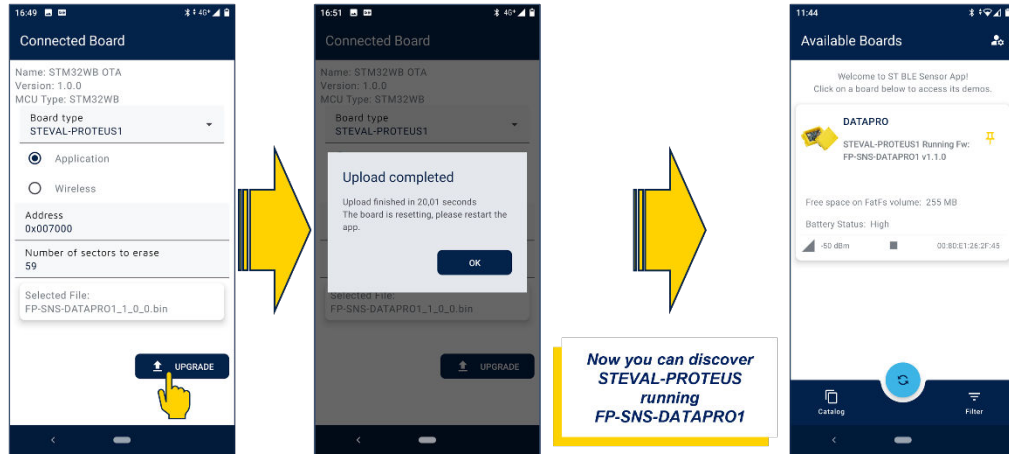 16:49
4G+
Connected Board
Name: STM32WB OTA
Version: 1.0.0
MCU Type: STM32WB
Board type
STEVAL-PROTEUS1
Application
Wireless
Address
0x007000
Number of sectors to erase
59
Selected File:
FP-SNS-DATAPRO1_1_0_0.bin
UPGRADE
16:51
4G+
Connected Board
Name: STM32WB OTA
Version: 1.0.0
MCU Type: STM32WB
Board type
STEVAL-PROTEUS1
Upload completed
Upload finished in 20,01 seconds
The board is resetting, please restart the
app.
OK
Selected File:
FP-SNS-DATAPRO1_1_0_0.bin
UPGRADE
Now you can discover
STEVAL-PROTEUS
running
FP-SNS-DATAPRO1
11:44
Available Boards
Welcome to ST BLE Sensor App!
Click on a board below to access its demos.
DATAPRO
STEVAL-PROTEUS1 Running Fw:
FP-SNS-DATAPRO1 v1.1.0
Free space on FatFs volume: 255 MB
Battery Status: High
-50 dBm
00:80:E1:26:2F:45
Catalog
Filter